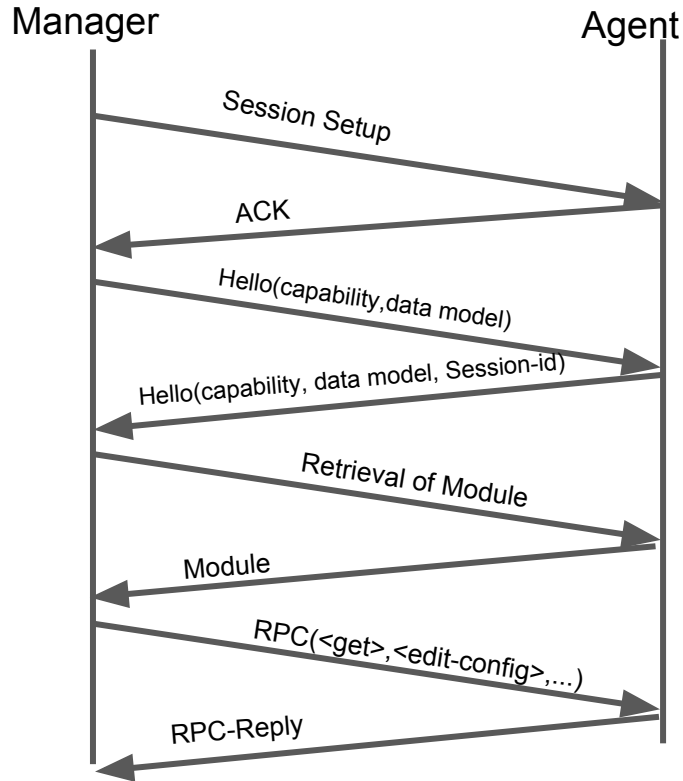 Manager
Agent
Session Setup
ACK
Hello(capability,data model)
Hello(capability, data model, Session-id)
Retrieval of Module
Module
RPC(<get>,<edit-config>,...)
RPC-Reply